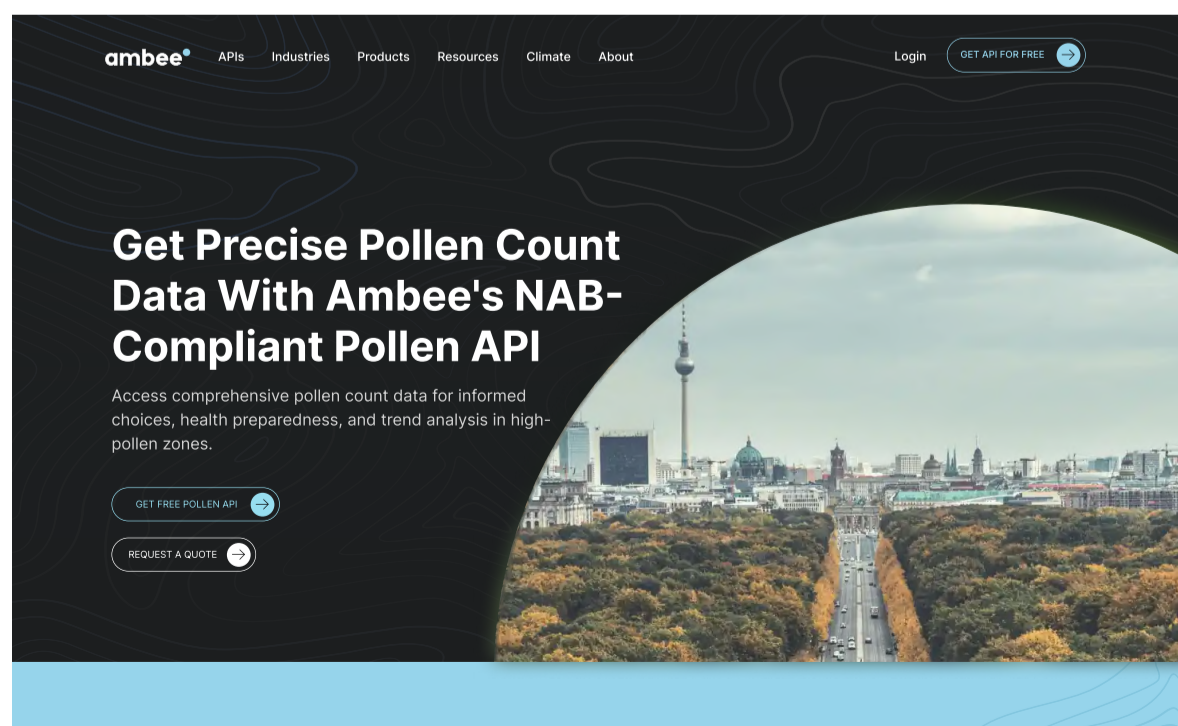 ambee APIs Industries Products Resources Climate About Login GET API FOR FREE
Get Precise Pollen Count
Data With Ambee's NAB-
Compliant Pollen API
Access comprehensive pollen count data for informed
choices, health preparedness, and trend analysis in high-
pollen zones.
GET FREE POLLEN API
REQUEST A QUOTE